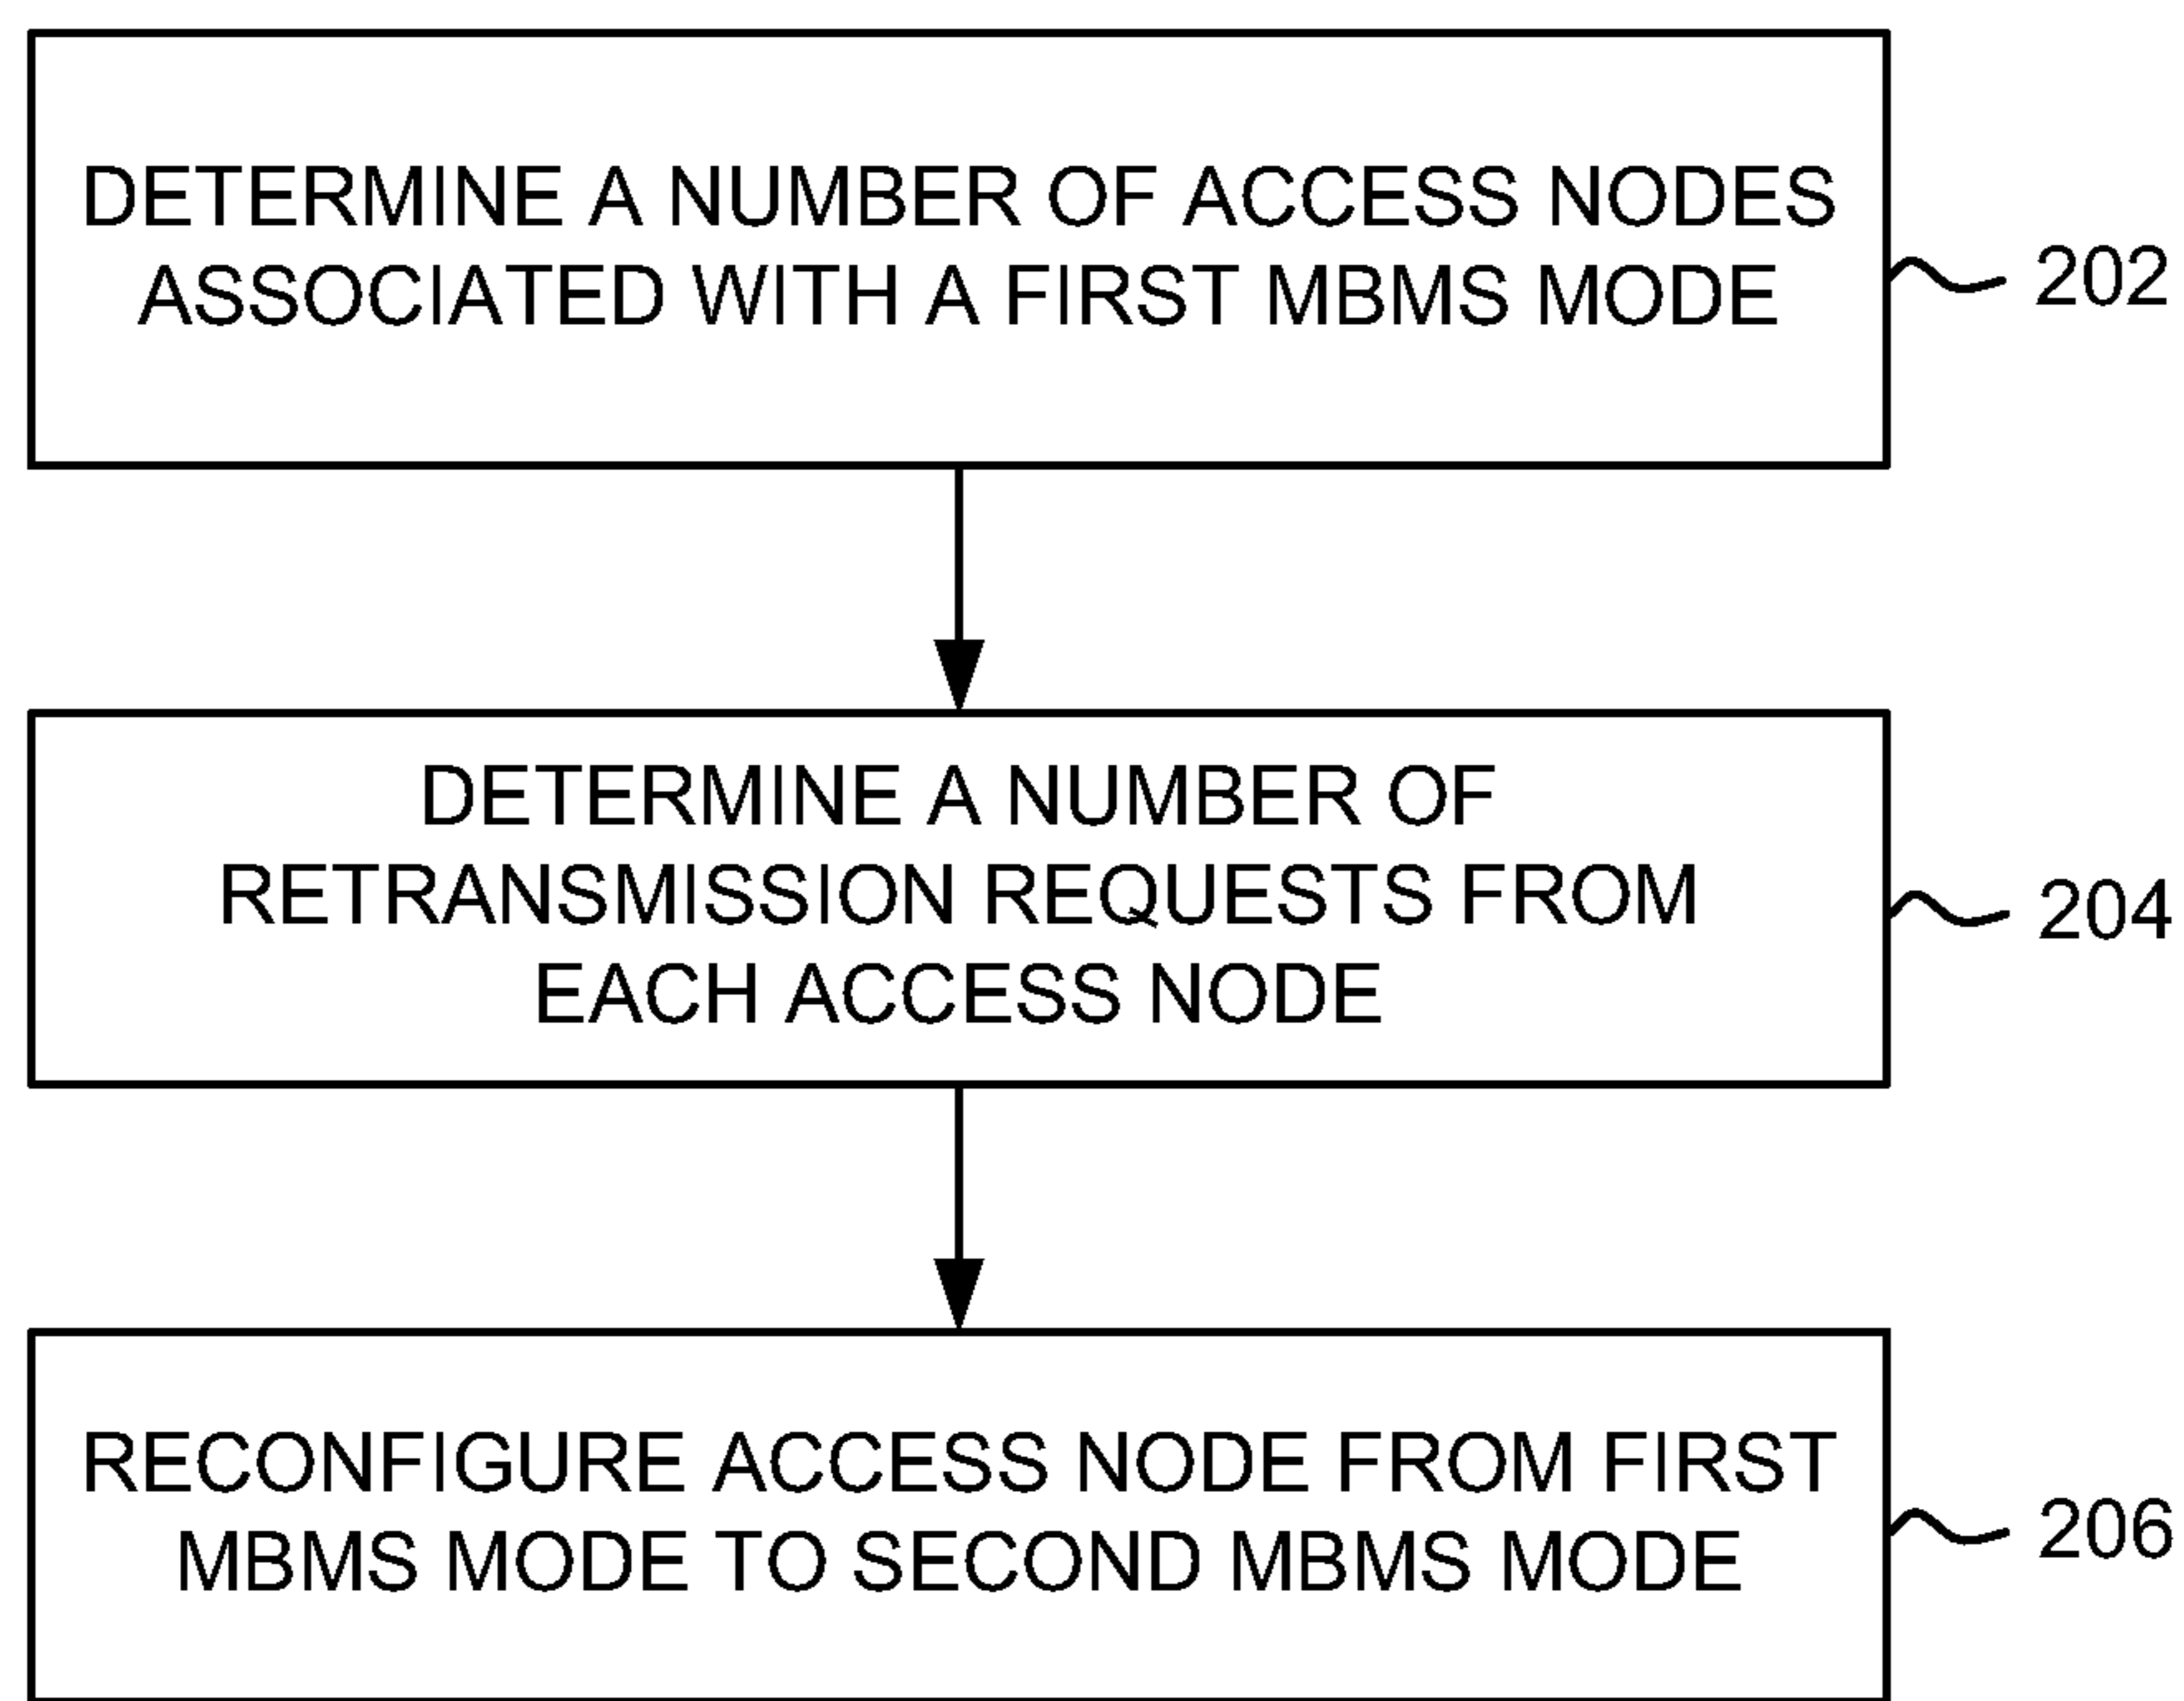 DETERMINE A NUMBER OF ACCESS NODES
ASSOCIATED WITH A FIRST MBMS MODE
202
DETERMINE A NUMBER OF
RETRANSMISSION REQUESTS FROM
EACH ACCESS NODE
204
RECONFIGURE ACCESS NODE FROM FIRST
MBMS MODE TO SECOND MBMS MODE
206